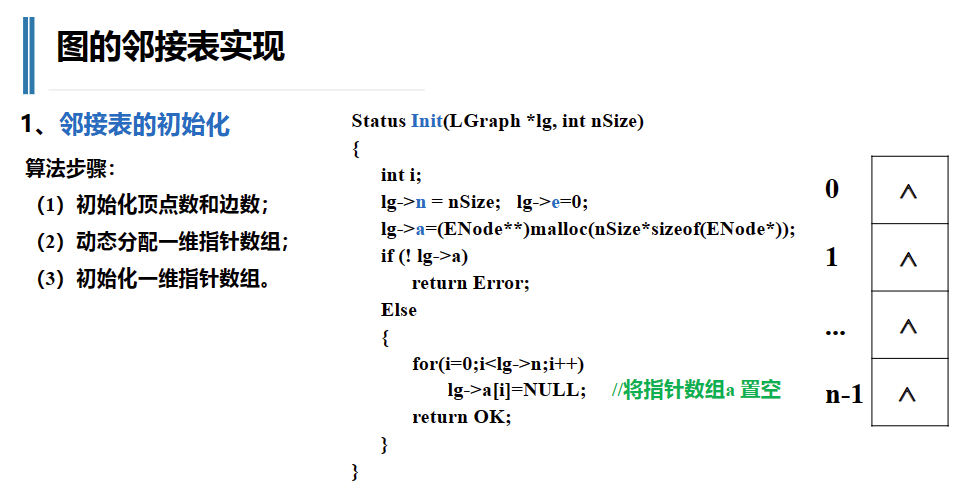 图的邻接表实现
1、邻接表的初始化
算法步骤：
（1）初始化顶点数和边数；
（2）动态分配一维指针数组；
（3）初始化一维指针数组。
Status Init(LGraph *lg, int nSize)
{
int i;
lg->n = nSize; lg->e=0;
lg->a=(ENode**)malloc(nSize*sizeof(ENode*));
if (! lg->a)
return Error;
Else
{
for(i=0;i<lg->n;i++)
lg->a[i]=NULL; //将指针数组a 置空
return OK;
}
}
0 ∧
1 ∧
... ∧
n-1 ∧